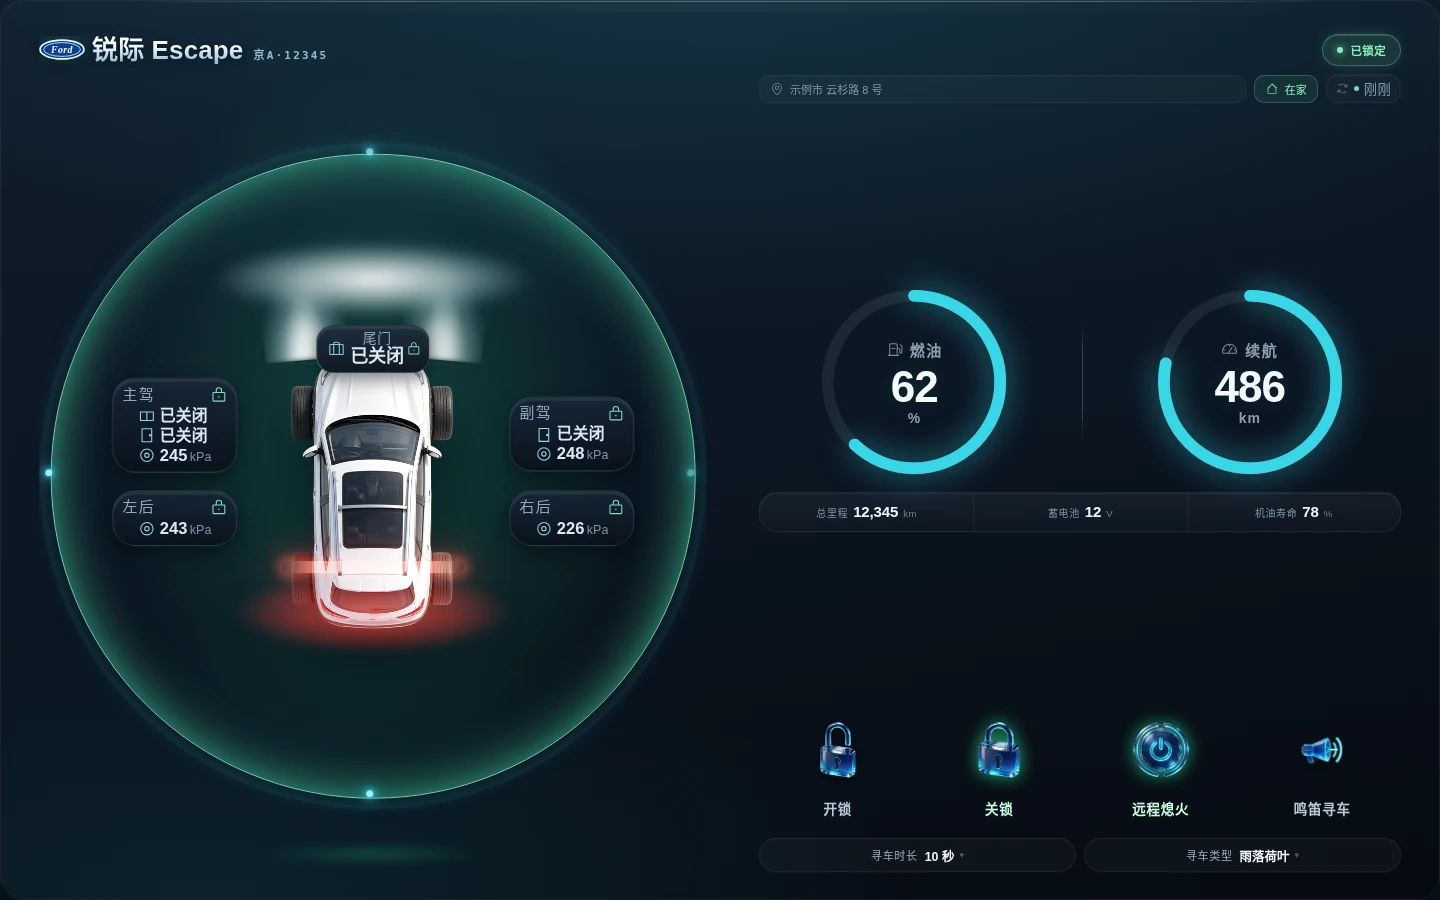 Ford 锐际 Escape 京A·12345
已锁定
示例市 云杉路 8 号
在家
刚刚
尾门
已关闭
主驾
已关闭
已关闭
245 kPa
左后
243 kPa
副驾
已关闭
248 kPa
右后
226 kPa
燃油
62
%
续航
486
km
总里程 12,345 km
蓄电池 12 V
机油寿命 78 %
开锁
关锁
远程熄火
鸣笛寻车
寻车时长 10 秒
寻车类型 雨落荷叶